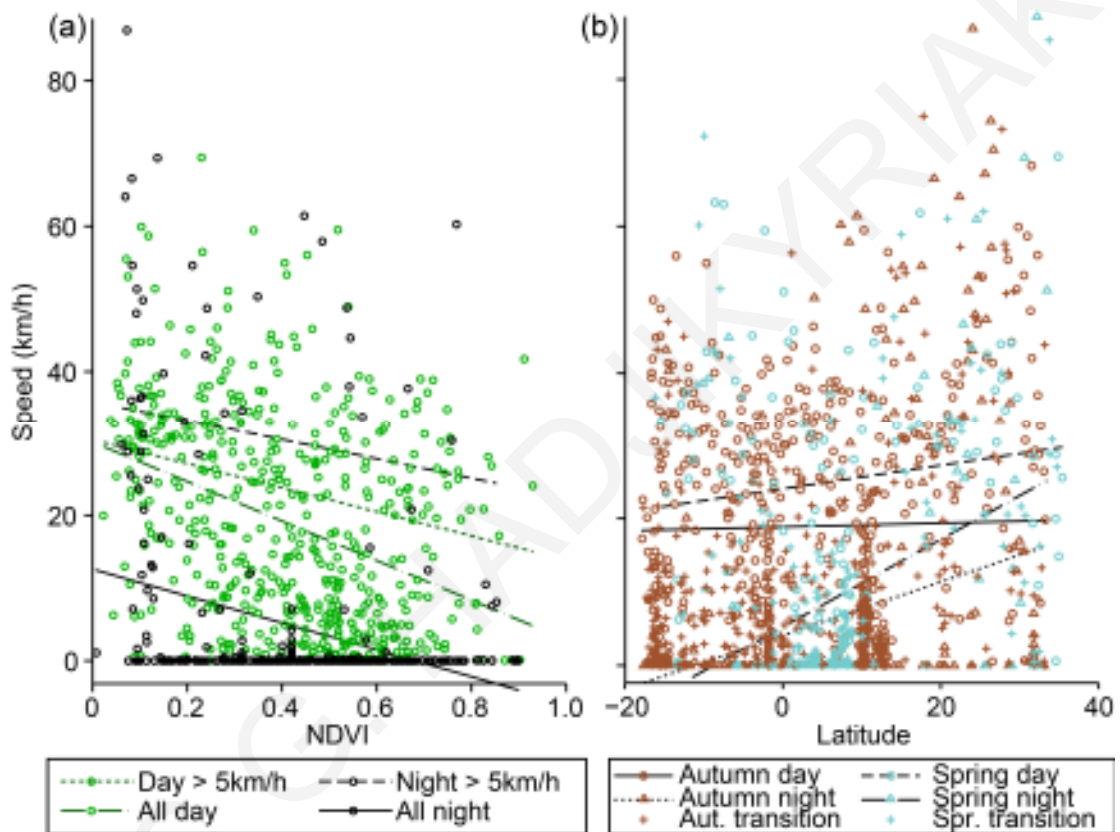 (a)
(b)
80
60
40
20
0
Speed (km/h)
0 0.2 0.4 0.6 0.8 1.0
NDVI
−20 0 20 40
Latitude
Day > 5km/h Night > 5km/h
All day All night
Autumn day Spring day
Autumn night Spring night
Aut. transition Spr. transition
G. HADJIKYRIAK